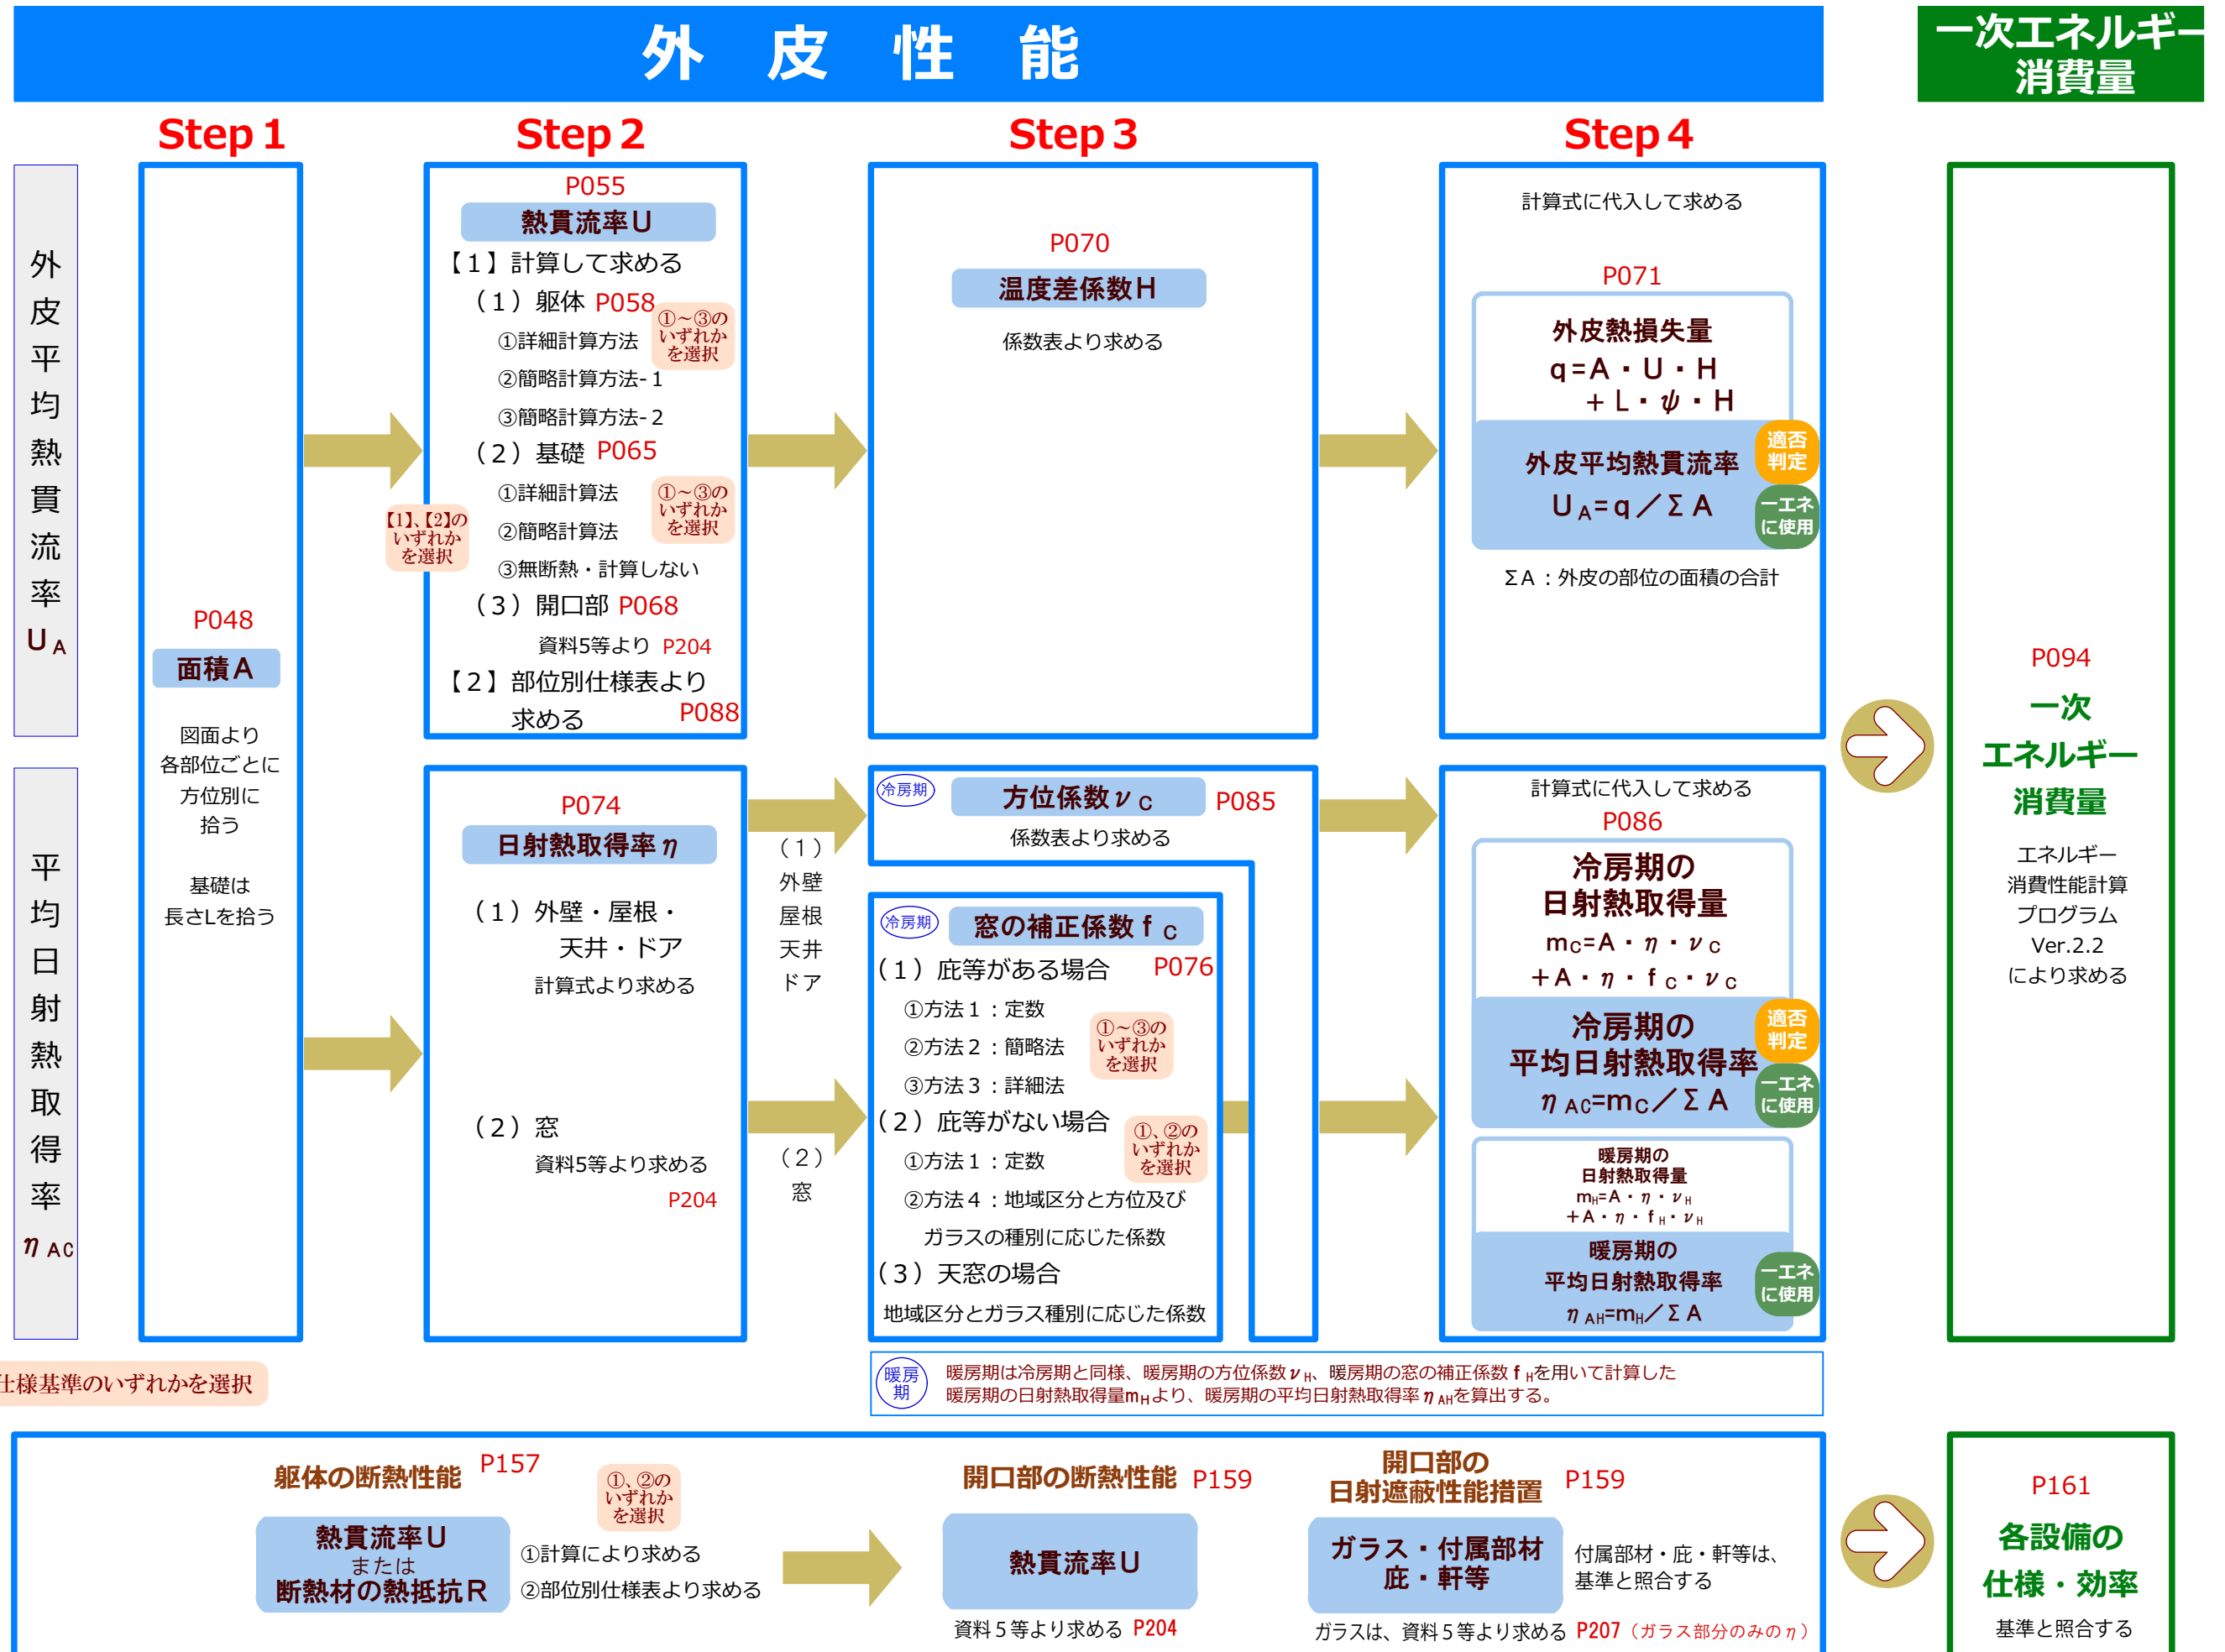 外 皮 性 能
一次エネルギー
消費量
Step 1
Step 2
Step 3
Step 4
外皮平均熱貫流率UA
P048
面積A
図面より
各部位ごとに
方位別に
拾う
基礎は
長さLを拾う
P055
熱貫流率U
【1】計算して求める
（1）躯体 P058
①詳細計算方法
②簡略計算方法-1
③簡略計算方法-2
①～③の
いずれか
を選択
（2）基礎 P065
①詳細計算法
②簡略計算法
③無断熱・計算しない
①～③の
いずれか
を選択
（3）開口部 P068
資料5等より P204
【2】部位別仕様表より
求める P088
【1】、【2】の
いずれか
を選択
P070
温度差係数H
係数表より求める
計算式に代入して求める
P071
外皮熱損失量
q=A・U・H
+L・ψ・H
外皮平均熱貫流率
UA=q／ΣA
適否
判定
一エネ
に使用
ΣA：外皮の部位の面積の合計
P094
一次
エネルギー
消費量
エネルギー
消費性能計算
プログラム
Ver.2.2
により求める
平均日射熱取得率ηAC
P074
日射熱取得率η
（1）外壁・屋根・
天井・ドア
計算式より求める
（2）窓
資料5等より求める
P204
（1）
外壁
屋根
天井
ドア
（2）
窓
冷房期
方位係数νC P085
係数表より求める
冷房期
窓の補正係数fC
（1）庇等がある場合 P076
①方法1：定数
②方法2：簡略法
③方法3：詳細法
①～③の
いずれか
を選択
（2）庇等がない場合
①方法1：定数
②方法4：地域区分と方位及び
ガラスの種別に応じた係数
①、②の
いずれか
を選択
（3）天窓の場合
地域区分とガラス種別に応じた係数
計算式に代入して求める
P086
冷房期の
日射熱取得量
mC=A・η・νC
+A・η・fC・νC
冷房期の
平均日射熱取得率
ηAC=mC／ΣA
適否
判定
一エネ
に使用
暖房期の
日射熱取得量
mH=A・η・νH
+A・η・fH・νH
暖房期の
平均日射熱取得率
ηAH=mH／ΣA
一エネ
に使用
仕様基準のいずれかを選択
暖房
期
暖房期は冷房期と同様、暖房期の方位係数νH、暖房期の窓の補正係数fHを用いて計算した
暖房期の日射熱取得量mHより、暖房期の平均日射熱取得率ηAHを算出する。
躯体の断熱性能 P157
熱貫流率U
または
断熱材の熱抵抗R
①、②の
いずれか
を選択
①計算により求める
②部位別仕様表より求める
開口部の断熱性能 P159
熱貫流率U
資料5等より求める P204
開口部の
日射遮蔽性能措置 P159
ガラス・付属部材
庇・軒等
付属部材・庇・軒等は、
基準と照合する
ガラスは、資料5等より求める P207（ガラス部分のみのη）
P161
各設備の
仕様・効率
基準と照合する